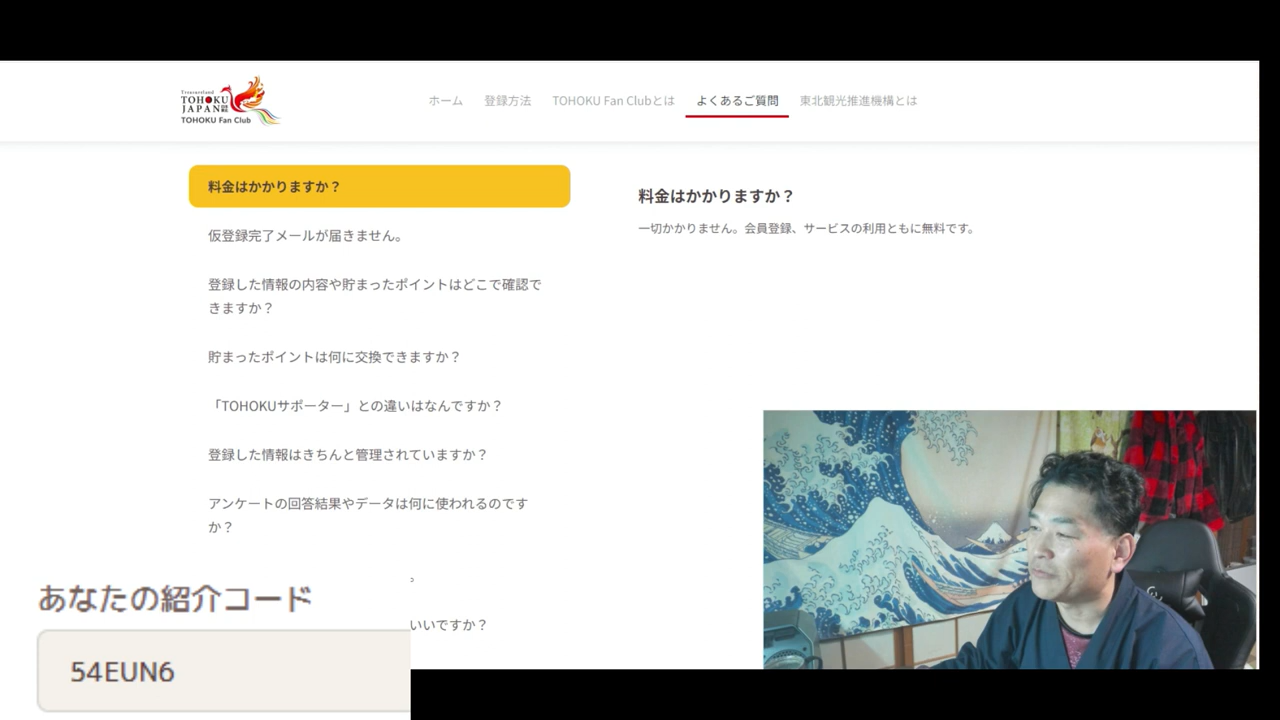 Treasureland
TOHOKU
JAPAN
TOHOKU Fan Club
ホーム
登録方法
TOHOKU Fan Clubとは
よくあるご質問
東北観光推進機構とは
料金はかかりますか？
仮登録完了メールが届きません。
登録した情報の内容や貯まったポイントはどこで確認で
きますか？
貯まったポイントは何に交換できますか？
「TOHOKUサポーター」との違いはなんですか？
登録した情報はきちんと管理されていますか？
アンケートの回答結果やデータは何に使われるのです
か？
。
いいですか？
料金はかかりますか？
一切かかりません。会員登録、サービスの利用ともに無料です。
あなたの紹介コード
54EUN6